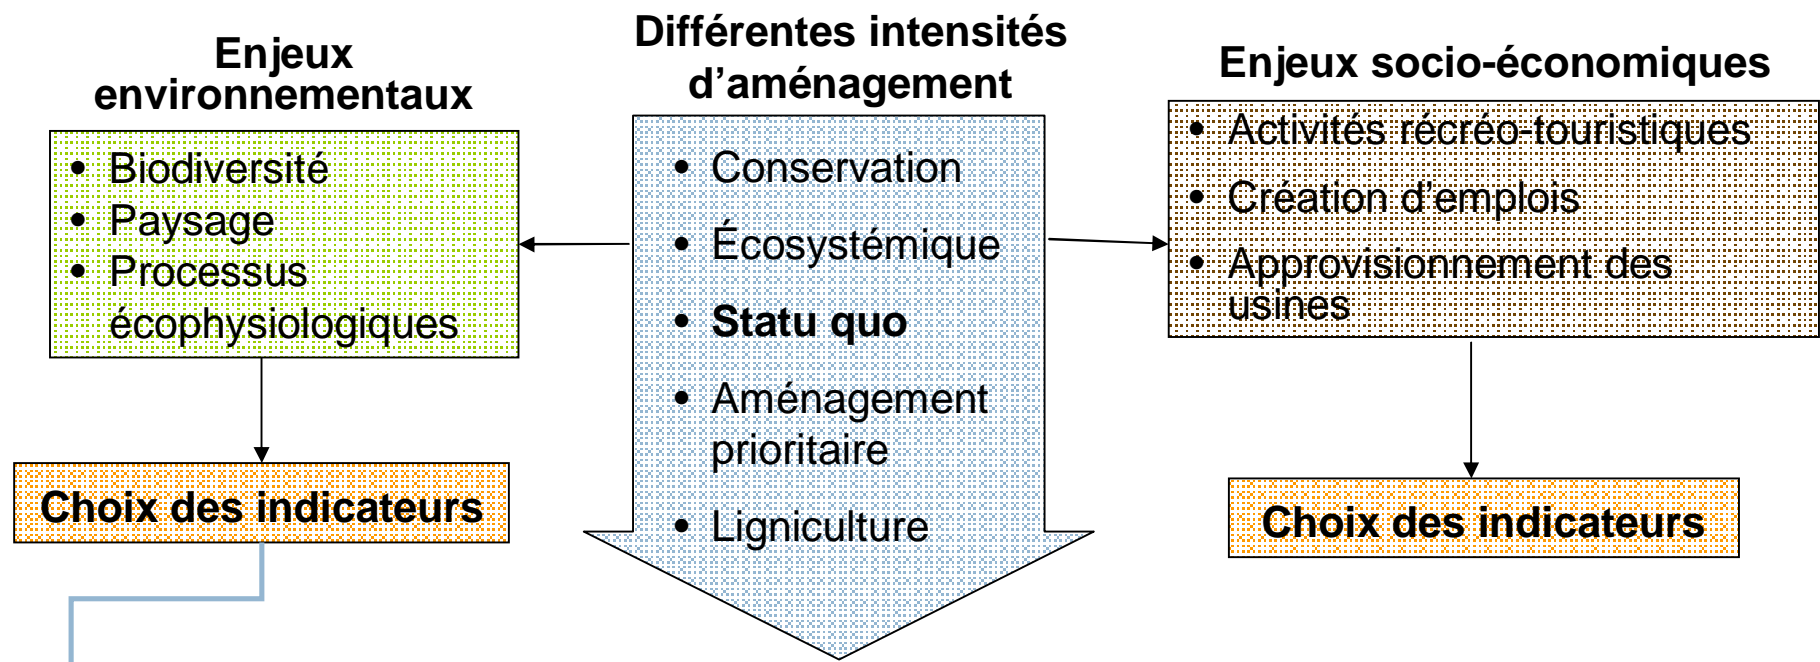 Enjeux
environnementaux
• Biodiversité
• Paysage
• Processus
écophysiologiques
Choix des indicateurs
Différentes intensités
d’aménagement
• Conservation
• Écosystémique
• Statu quo
• Aménagement
prioritaire
• Ligniculture
Enjeux socio-économiques
• Activités récréo-touristiques
• Création d’emplois
• Approvisionnement des
usines
Choix des indicateurs